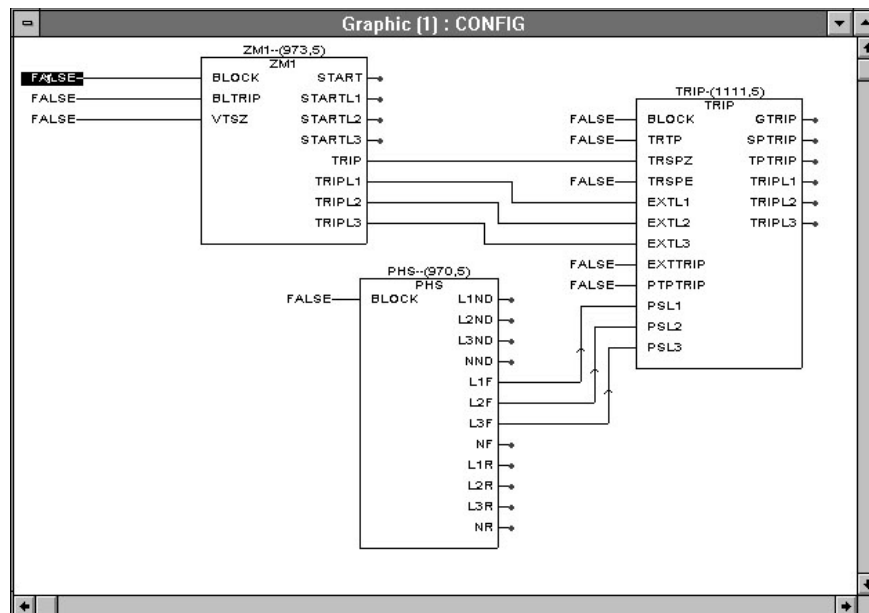 Graphic (1) : CONFIG
ZM1--(973,5)
ZM1
FALSE BLOCK START
FALSE BLTRIP STARTL1
FALSE VTSZ STARTL2
STARTL3
TRIP
TRIPL1
TRIPL2
TRIPL3
TRIP-(1111,5)
TRIP
FALSE BLOCK GTRIP
FALSE TRTP SPTRIP
TRSPZ TPTRIP
FALSE TRSPE TRIPL1
EXTL1 TRIPL2
EXTL2 TRIPL3
EXTL3
FALSE EXTTRIP
FALSE PTPTRIP
PSL1
PSL2
PSL3
PHS--(970,5)
PHS
FALSE BLOCK L1ND
L2ND
L3ND
NND
L1F
L2F
L3F
NF
L1R
L2R
L3R
NR